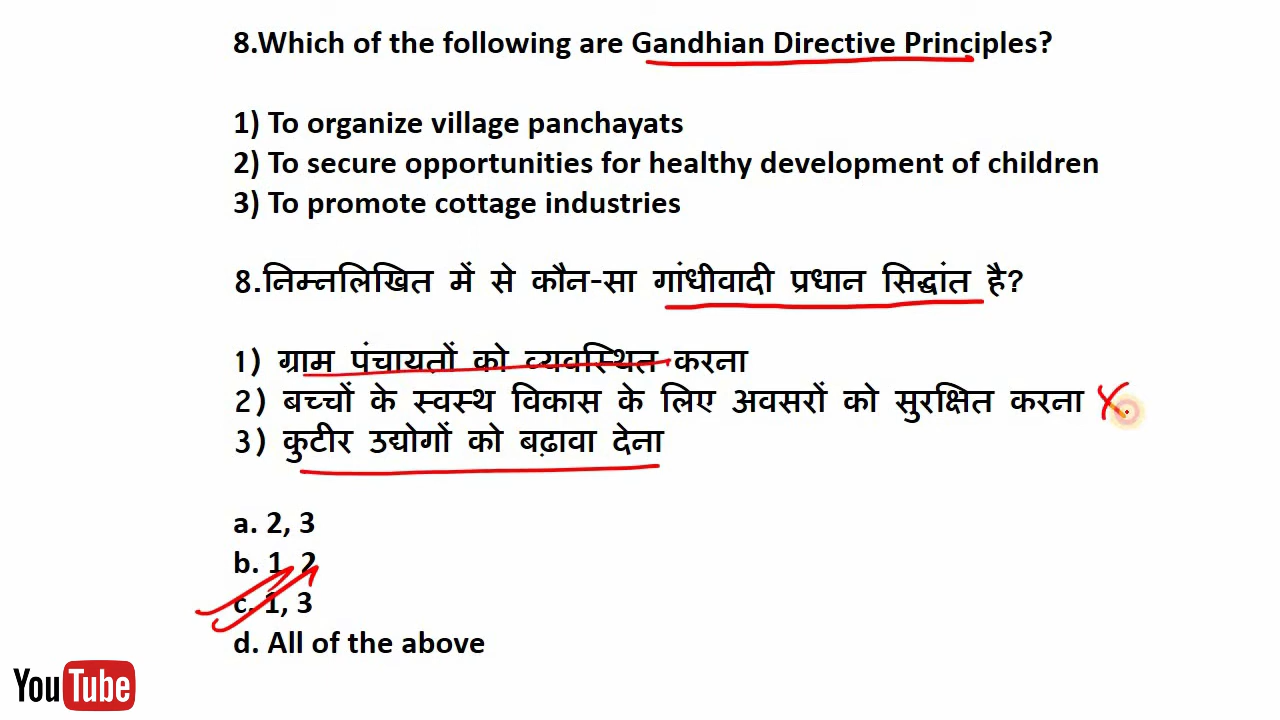 8.Which of the following are Gandhian Directive Principles?
1) To organize village panchayats
2) To secure opportunities for healthy development of children
3) To promote cottage industries
8.निम्नलिखित में से कौन-सा गांधीवादी प्रधान सिद्धांत है?
1) ग्राम पंचायतों को व्यवस्थित करना
2) बच्चों के स्वस्थ विकास के लिए अवसरों को सुरक्षित करना
3) कुटीर उद्योगों को बढ़ावा देना
a. 2, 3
b. 1, 2
c. 1, 3
d. All of the above
YouTube